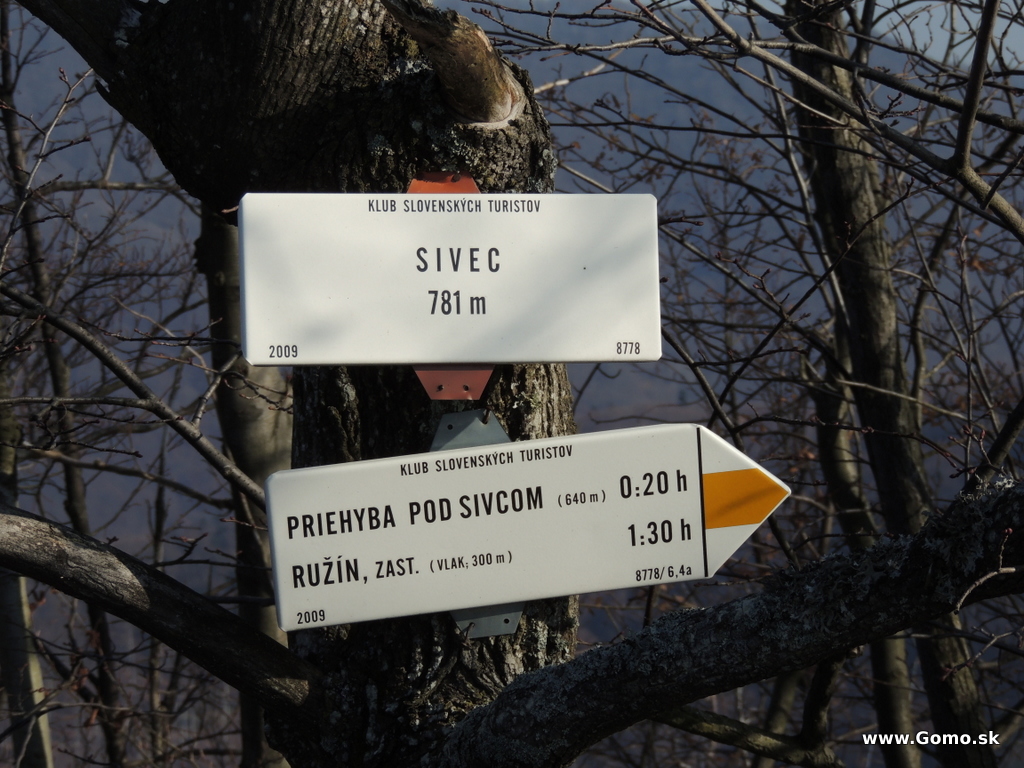 KLUB SLOVENSKÝCH TURISTOV
SIVEC
781 m
2009 8778
KLUB SLOVENSKÝCH TURISTOV
PRIEHYBA POD SIVCOM (640 m) 0:20 h
RUŽÍN, ZAST. (VLAK; 300 m) 1:30 h
2009 8778/6,4a
www.Gomo.sk